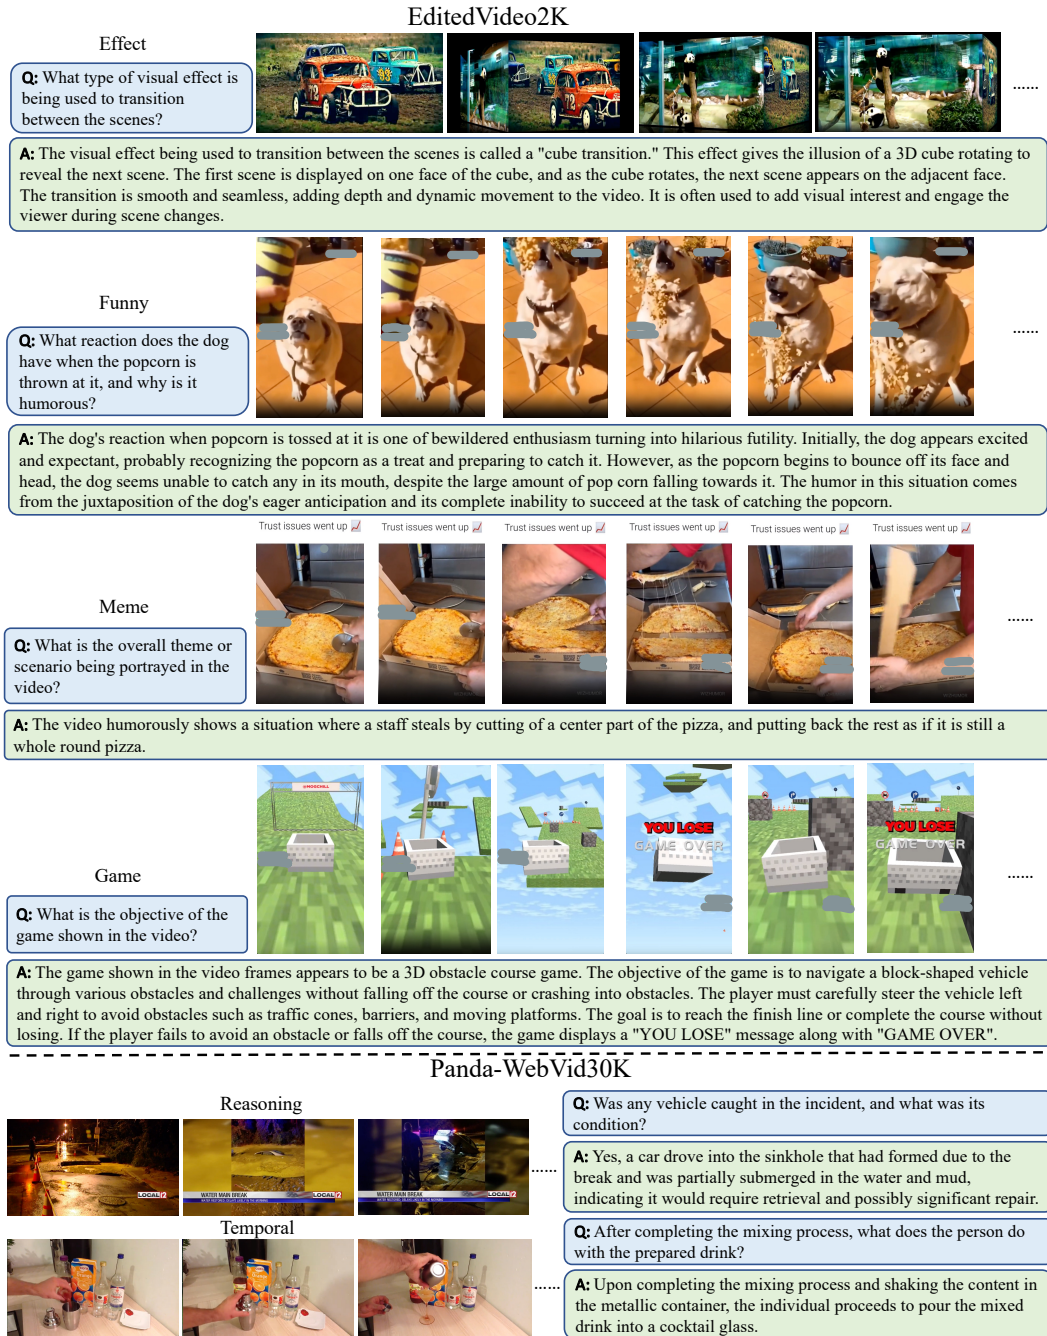 EditedVideo2K
Effect
Q: What type of visual effect is
being used to transition
between the scenes?
......
A: The visual effect being used to transition between the scenes is called a "cube transition." This effect gives the illusion of a 3D cube rotating to
reveal the next scene. The first scene is displayed on one face of the cube, and as the cube rotates, the next scene appears on the adjacent face.
The transition is smooth and seamless, adding depth and dynamic movement to the video. It is often used to add visual interest and engage the
viewer during scene changes.
Funny
Q: What reaction does the dog
have when the popcorn is
thrown at it, and why is it
humorous?
......
A: The dog's reaction when popcorn is tossed at it is one of bewildered enthusiasm turning into hilarious futility. Initially, the dog appears excited
and expectant, probably recognizing the popcorn as a treat and preparing to catch it. However, as the popcorn begins to bounce off its face and
head, the dog seems unable to catch any in its mouth, despite the large amount of pop corn falling towards it. The humor in this situation comes
from the juxtaposition of the dog's eager anticipation and its complete inability to succeed at the task of catching the popcorn.
Trust issues went up 📈 Trust issues went up 📈 Trust issues went up 📈 Trust issues went up 📈 Trust issues went up 📈 Trust issues went up 📈
Meme
Q: What is the overall theme or
scenario being portrayed in the
video?
......
A: The video humorously shows a situation where a staff steals by cutting of a center part of the pizza, and putting back the rest as if it is still a
whole round pizza.
YOU LOSE
GAME OVER
YOU LOSE
GAME OVER
Game
Q: What is the objective of the
game shown in the video?
......
A: The game shown in the video frames appears to be a 3D obstacle course game. The objective of the game is to navigate a block-shaped vehicle
through various obstacles and challenges without falling off the course or crashing into obstacles. The player must carefully steer the vehicle left
and right to avoid obstacles such as traffic cones, barriers, and moving platforms. The goal is to reach the finish line or complete the course without
losing. If the player fails to avoid an obstacle or falls off the course, the game displays a "YOU LOSE" message along with "GAME OVER".
Panda-WebVid30K
Reasoning
LOCAL 12
WATER MAIN BREAK
LOCAL 12
WATER MAIN BREAK
LOCAL 12
......
Q: Was any vehicle caught in the incident, and what was its
condition?
A: Yes, a car drove into the sinkhole that had formed due to the
break and was partially submerged in the water and mud,
indicating it would require retrieval and possibly significant repair.
Temporal
......
Q: After completing the mixing process, what does the person do
with the prepared drink?
A: Upon completing the mixing process and shaking the content in
the metallic container, the individual proceeds to pour the mixed
drink into a cocktail glass.